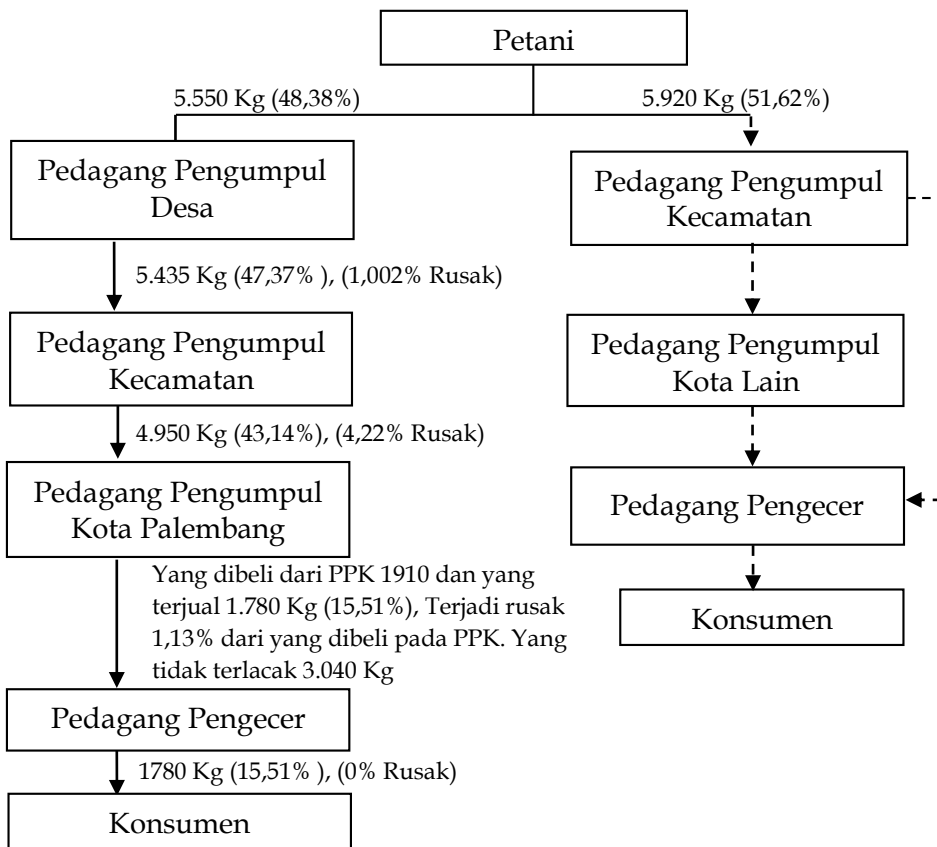 Petani
5.550 Kg (48,38%)
5.920 Kg (51,62%)
Pedagang Pengumpul
Desa
Pedagang Pengumpul
Kecamatan
5.435 Kg (47,37% ), (1,002% Rusak)
Pedagang Pengumpul
Kecamatan
Pedagang Pengumpul
Kota Lain
4.950 Kg (43,14%), (4,22% Rusak)
Pedagang Pengumpul
Kota Palembang
Pedagang Pengecer
Yang dibeli dari PPK 1910 dan yang
terjual 1.780 Kg (15,51%), Terjadi rusak
1,13% dari yang dibeli pada PPK. Yang
tidak terlacak 3.040 Kg
Konsumen
Pedagang Pengecer
1780 Kg (15,51% ), (0% Rusak)
Konsumen